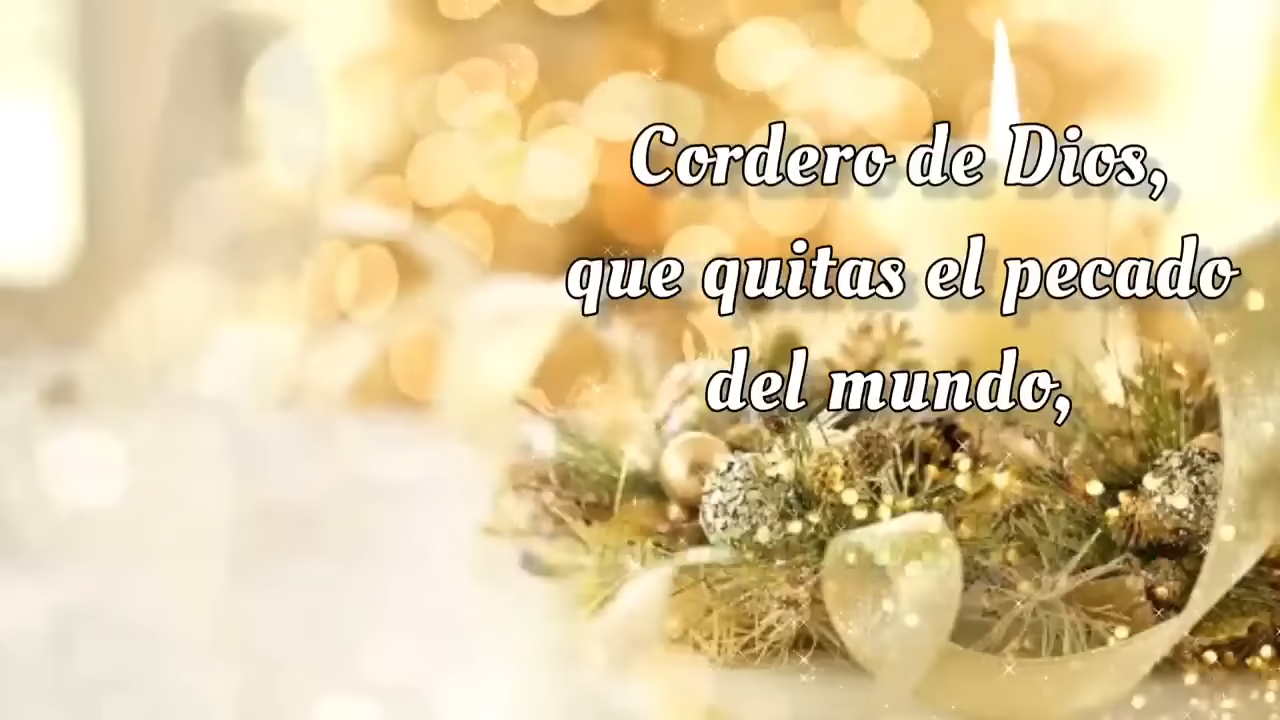 Cordero de Dios,
que quitas el pecado
del mundo,